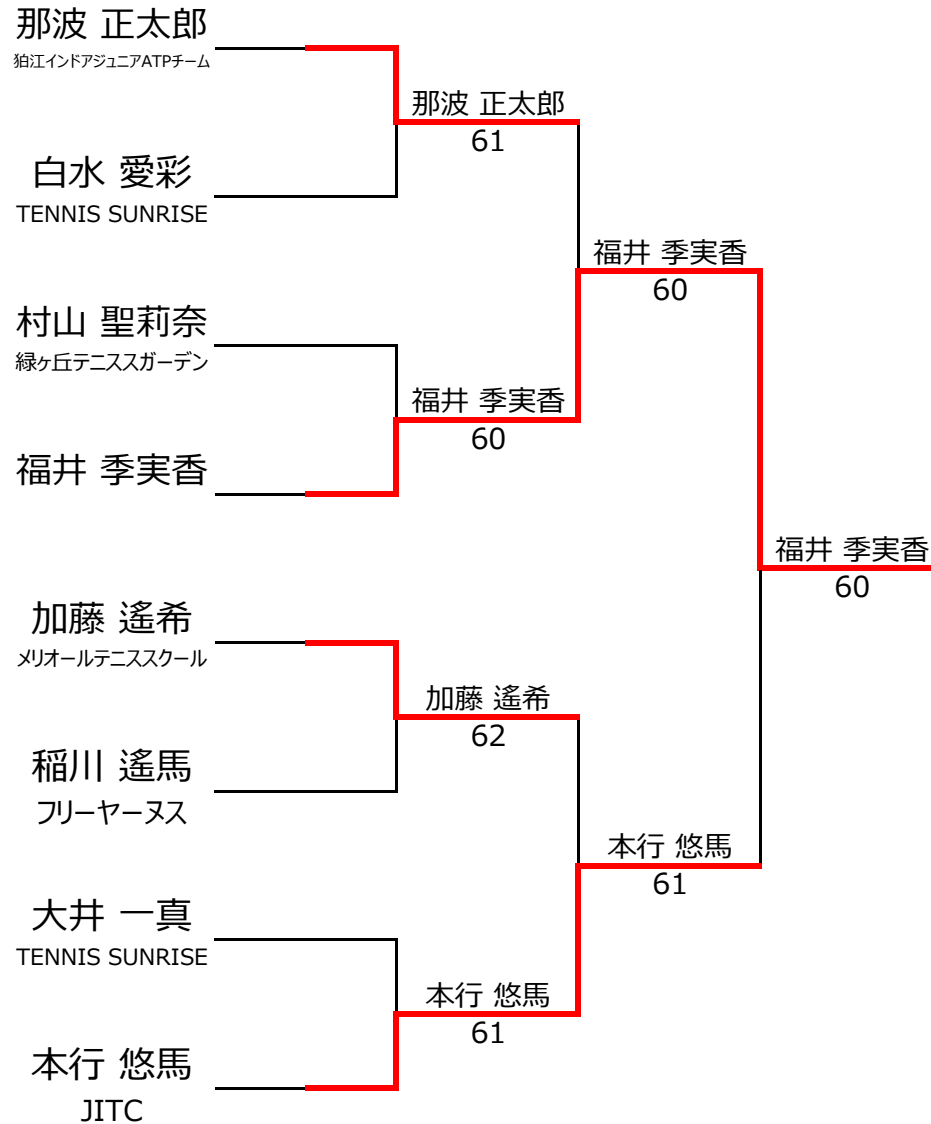 那波 正太郎
狛江インドアジュニアATPチーム
那波 正太郎
61
白水 愛彩
TENNIS SUNRISE
福井 季実香
60
村山 聖莉奈
緑ヶ丘テニススガーデン
福井 季実香
60
福井 季実香
福井 季実香
60
加藤 遙希
メリオールテニススクール
加藤 遙希
62
稲川 遙馬
フリーヤーヌス
本行 悠馬
61
大井 一真
TENNIS SUNRISE
本行 悠馬
61
本行 悠馬
JITC